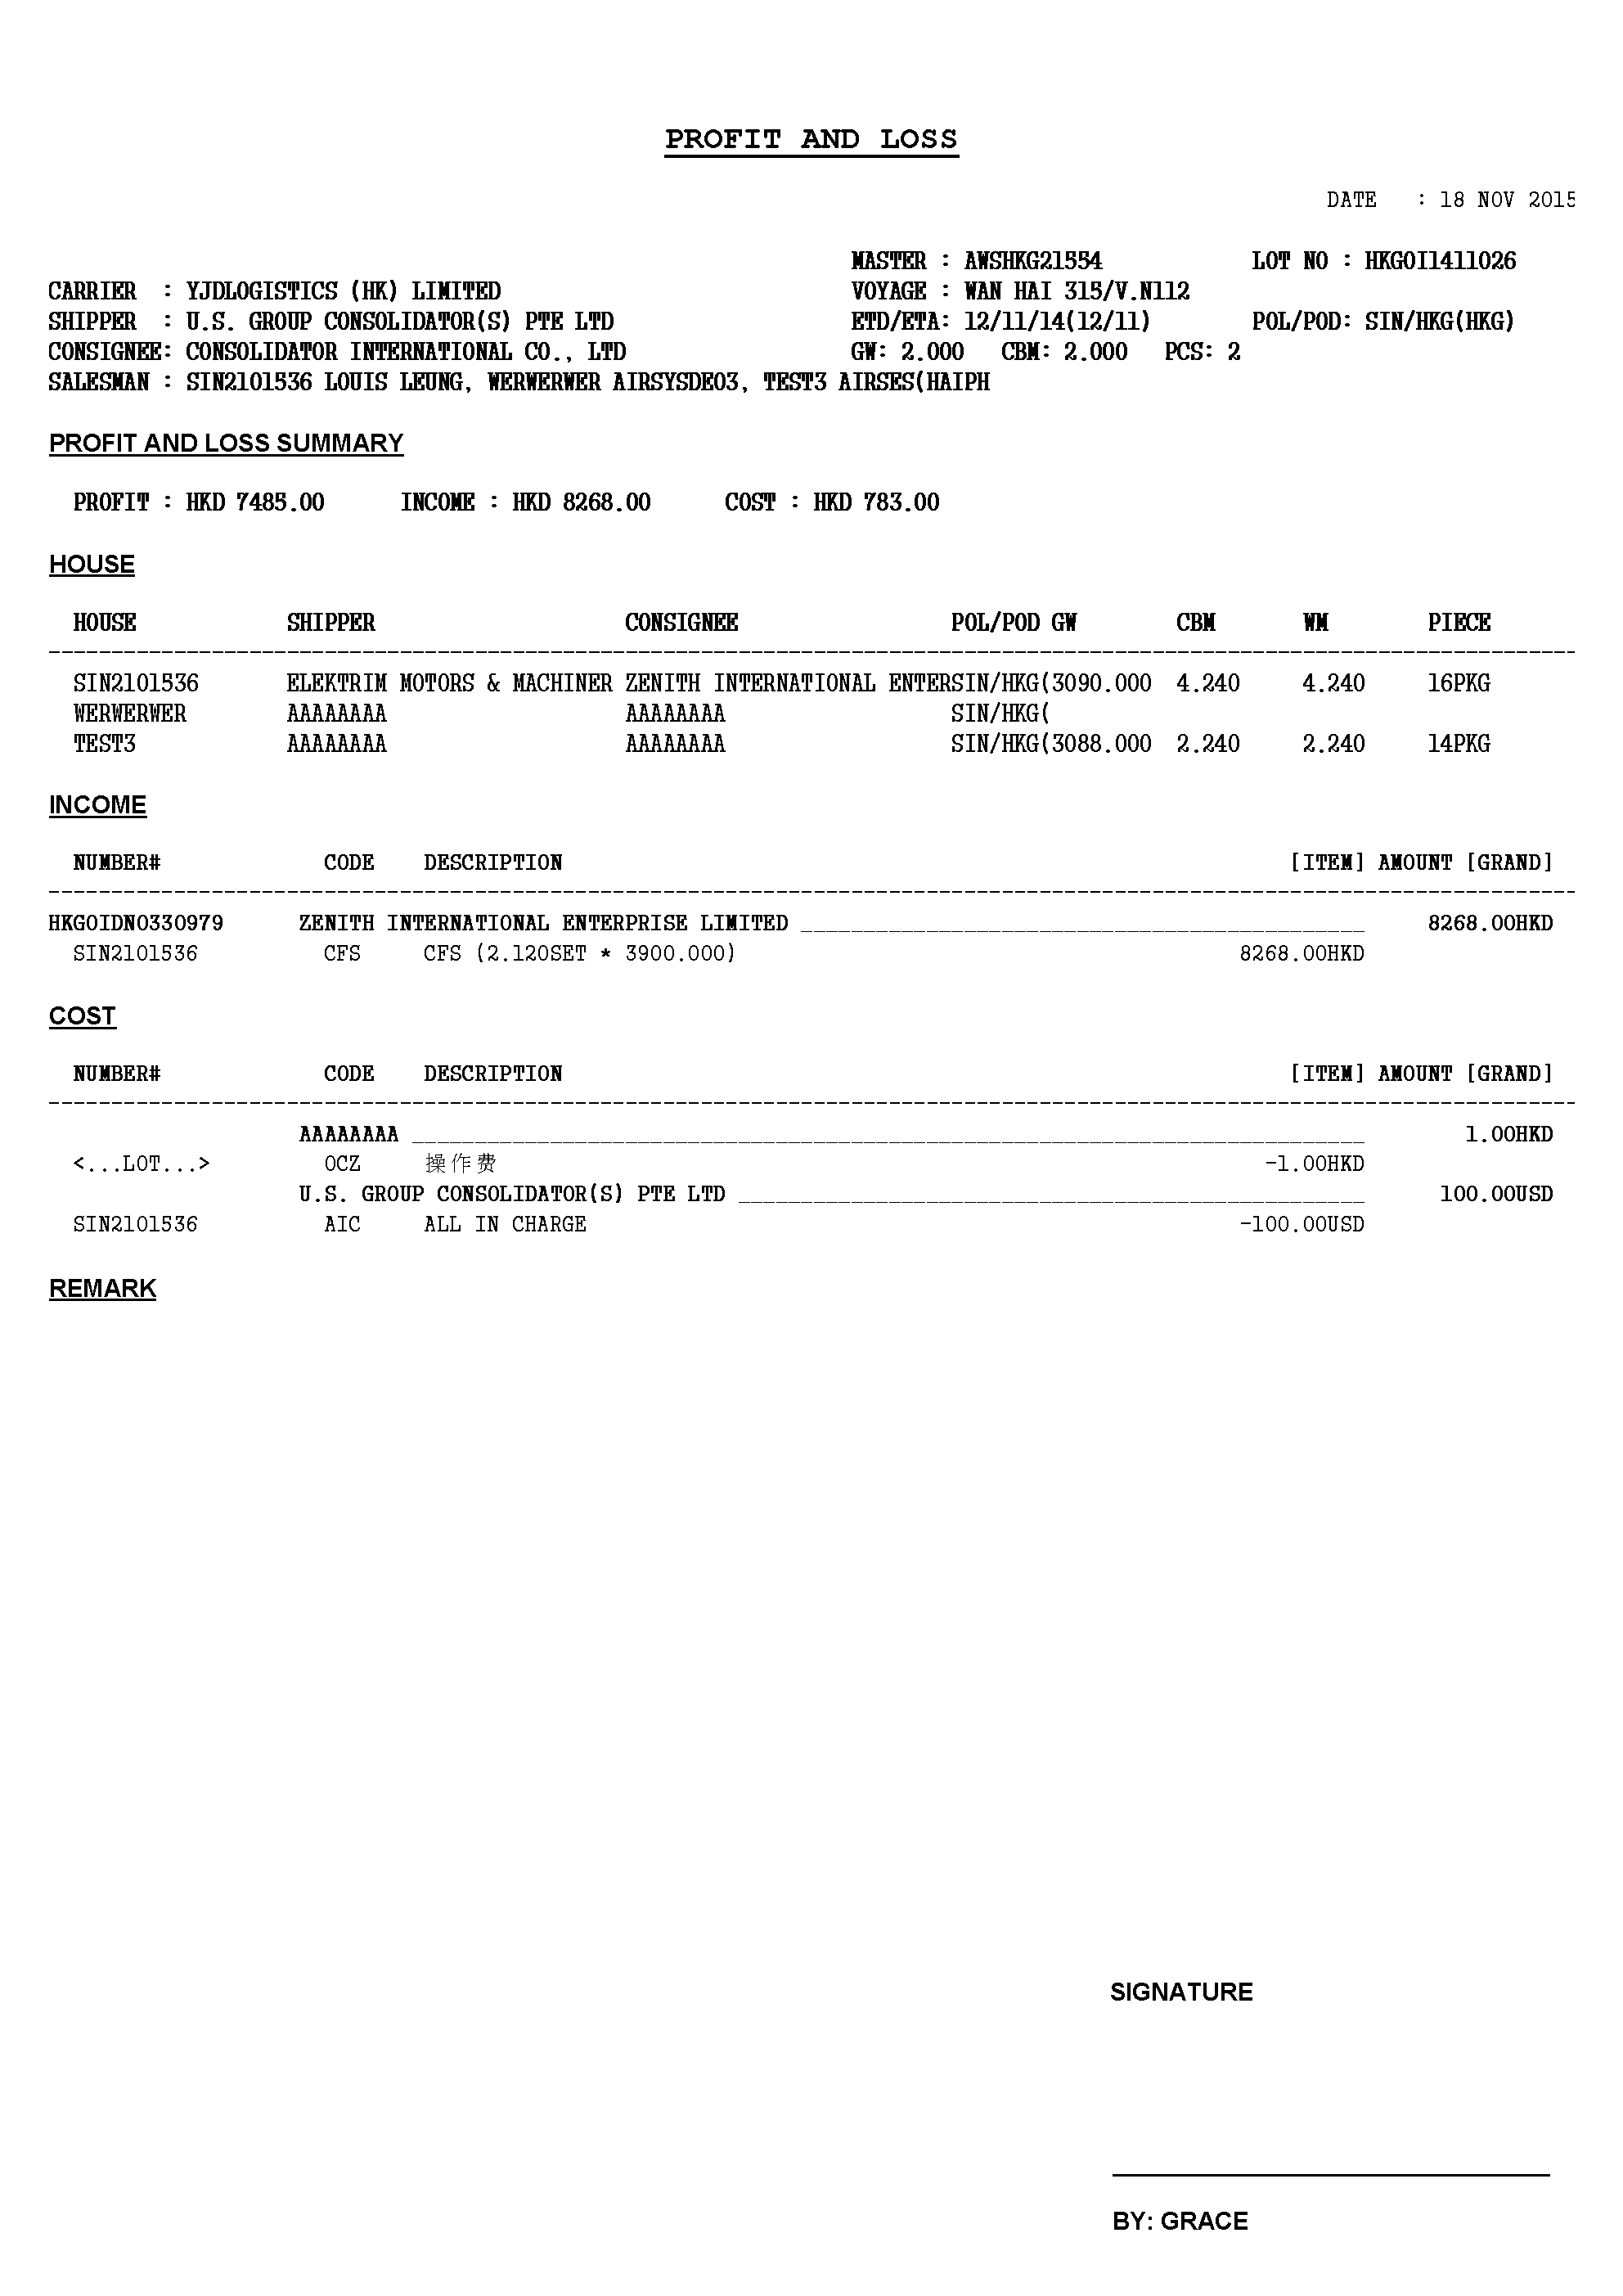 PROFIT AND LOSS
DATE : 18 NOV 2015
MASTER : AWSHKG21554 LOT NO : HKGOI1411026
CARRIER : YJDLOGISTICS (HK) LIMITED VOYAGE : WAN HAI 315/V.N112
SHIPPER : U.S. GROUP CONSOLIDATOR(S) PTE LTD ETD/ETA: 12/11/14(12/11) POL/POD: SIN/HKG(HKG)
CONSIGNEE: CONSOLIDATOR INTERNATIONAL CO., LTD GW: 2.000 CBM: 2.000 PCS: 2
SALESMAN : SIN2101536 LOUIS LEUNG, WERWERWER AIRSYSDE03, TEST3 AIRSES(HAIPH
PROFIT AND LOSS SUMMARY
PROFIT : HKD 7485.00 INCOME : HKD 8268.00 COST : HKD 783.00
HOUSE
HOUSE SHIPPER CONSIGNEE POL/POD GW CBM WM PIECE
SIN2101536 ELEKTRIM MOTORS & MACHINER ZENITH INTERNATIONAL ENTERSIN/HKG(3090.000 4.240 4.240 16PKG
WERWERWER AAAAAAAA AAAAAAAA SIN/HKG(
TEST3 AAAAAAAA AAAAAAAA SIN/HKG(3088.000 2.240 2.240 14PKG
INCOME
NUMBER# CODE DESCRIPTION [ITEM] AMOUNT [GRAND]
HKGOIDN0330979 ZENITH INTERNATIONAL ENTERPRISE LIMITED 8268.00HKD
SIN2101536 CFS CFS (2.120SET * 3900.000) 8268.00HKD
COST
NUMBER# CODE DESCRIPTION [ITEM] AMOUNT [GRAND]
AAAAAAAA 1.00HKD
<...LOT...> OCZ 操作费 -1.00HKD
U.S. GROUP CONSOLIDATOR(S) PTE LTD 100.00USD
SIN2101536 AIC ALL IN CHARGE -100.00USD
REMARK
SIGNATURE
BY: GRACE